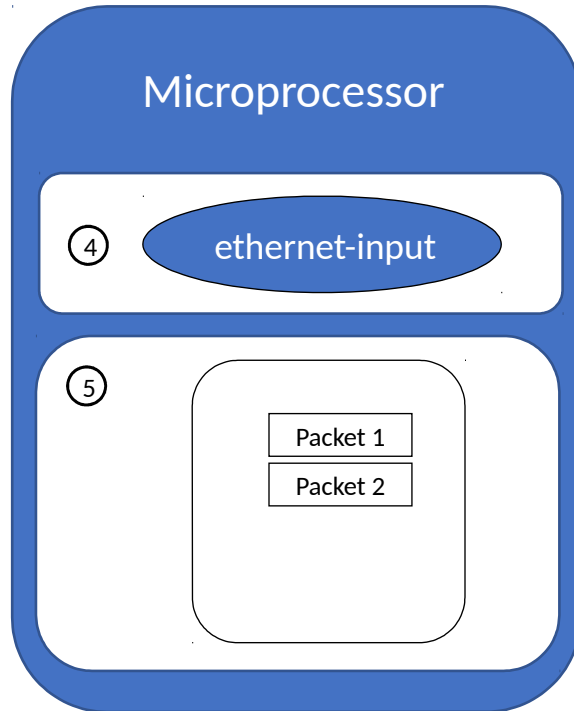 Microprocessor
4
ethernet-input
5
Packet 1
Packet 2